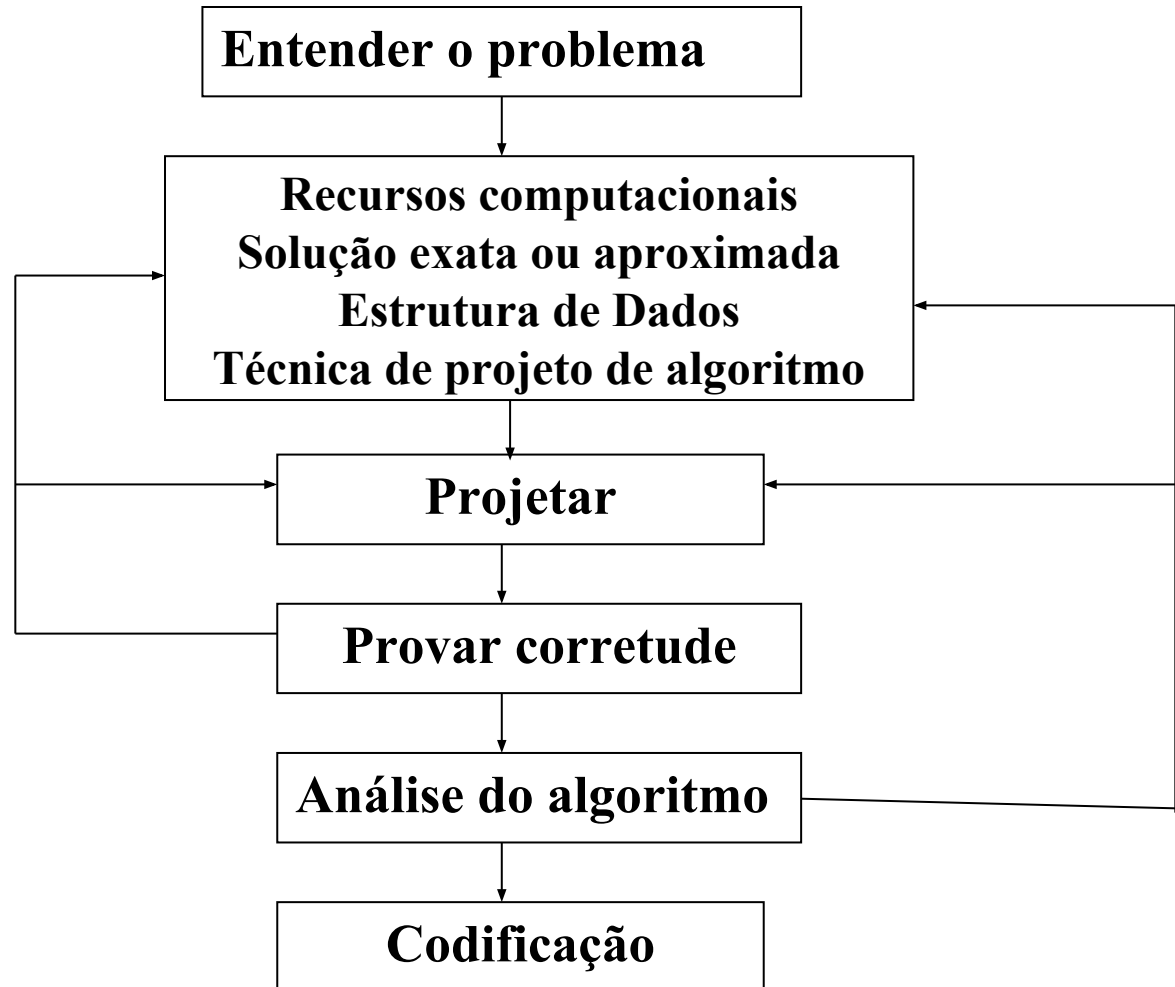 Entender o problema
Recursos computacionais
Solução exata ou aproximada
Estrutura de Dados
Técnica de projeto de algoritmo
Projetar
Provar corretude
Análise do algoritmo
Codificação